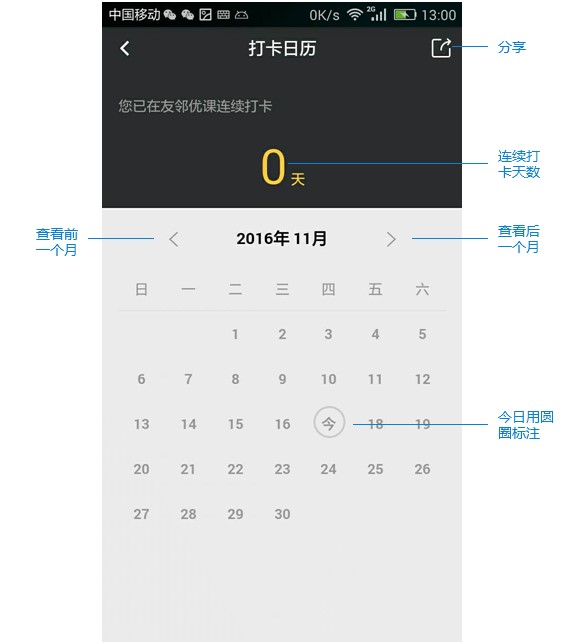 中国移动 0K/s 2G 13:00
打卡日历
分享
您已在友邻优课连续打卡
0天
连续打
卡天数
查看前
一个月
2016年 11月
查看后
一个月
日 一 二 三 四 五 六
1 2 3 4 5
6 7 8 9 10 11 12
13 14 15 16 今 18 19
今日用圆
圈标注
20 21 22 23 24 25 26
27 28 29 30